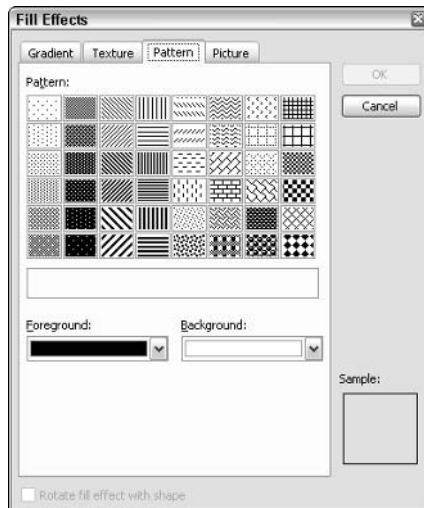 Fill Effects
Gradient Texture Pattern Picture
Pattern:
OK
Cancel
Foreground: Background:
Sample:
Rotate fill effect with shape